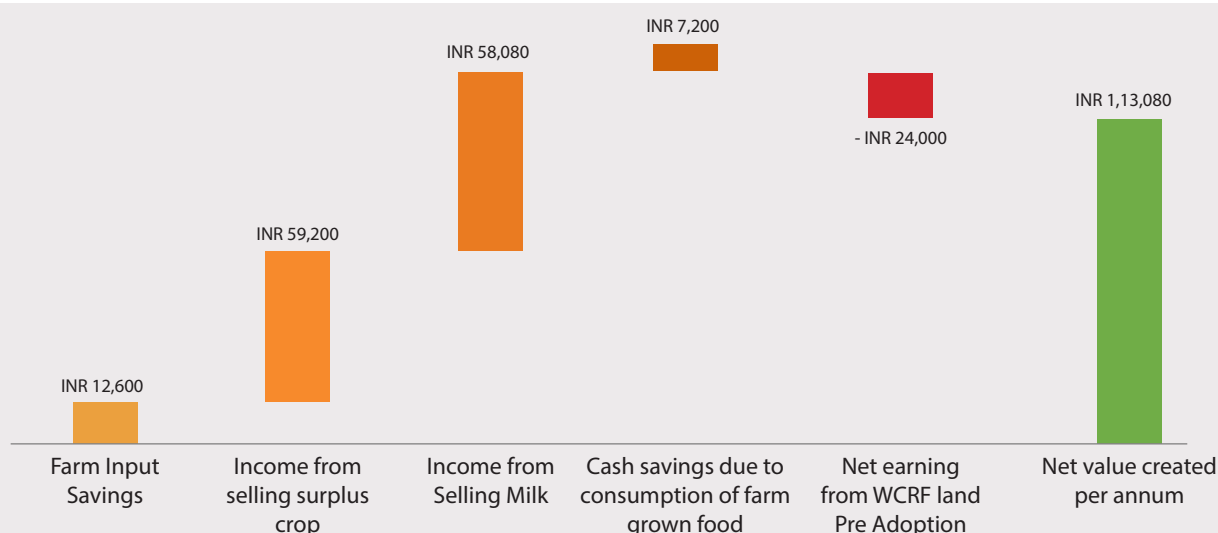 INR 7,200
INR 58,080
INR 1,13,080
- INR 24,000
INR 59,200
INR 12,600
Farm Input
Savings
Income from
selling surplus
crop
Income from
Selling Milk
Cash savings due to
consumption of farm
grown food
Net earning
from WCRF land
Pre Adoption
Net value created
per annum